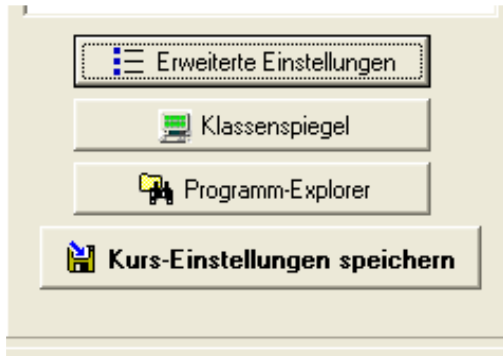 Erweiterte Einstellungen
Klassenspiegel
Programm-Explorer
Kurs-Einstellungen speichern